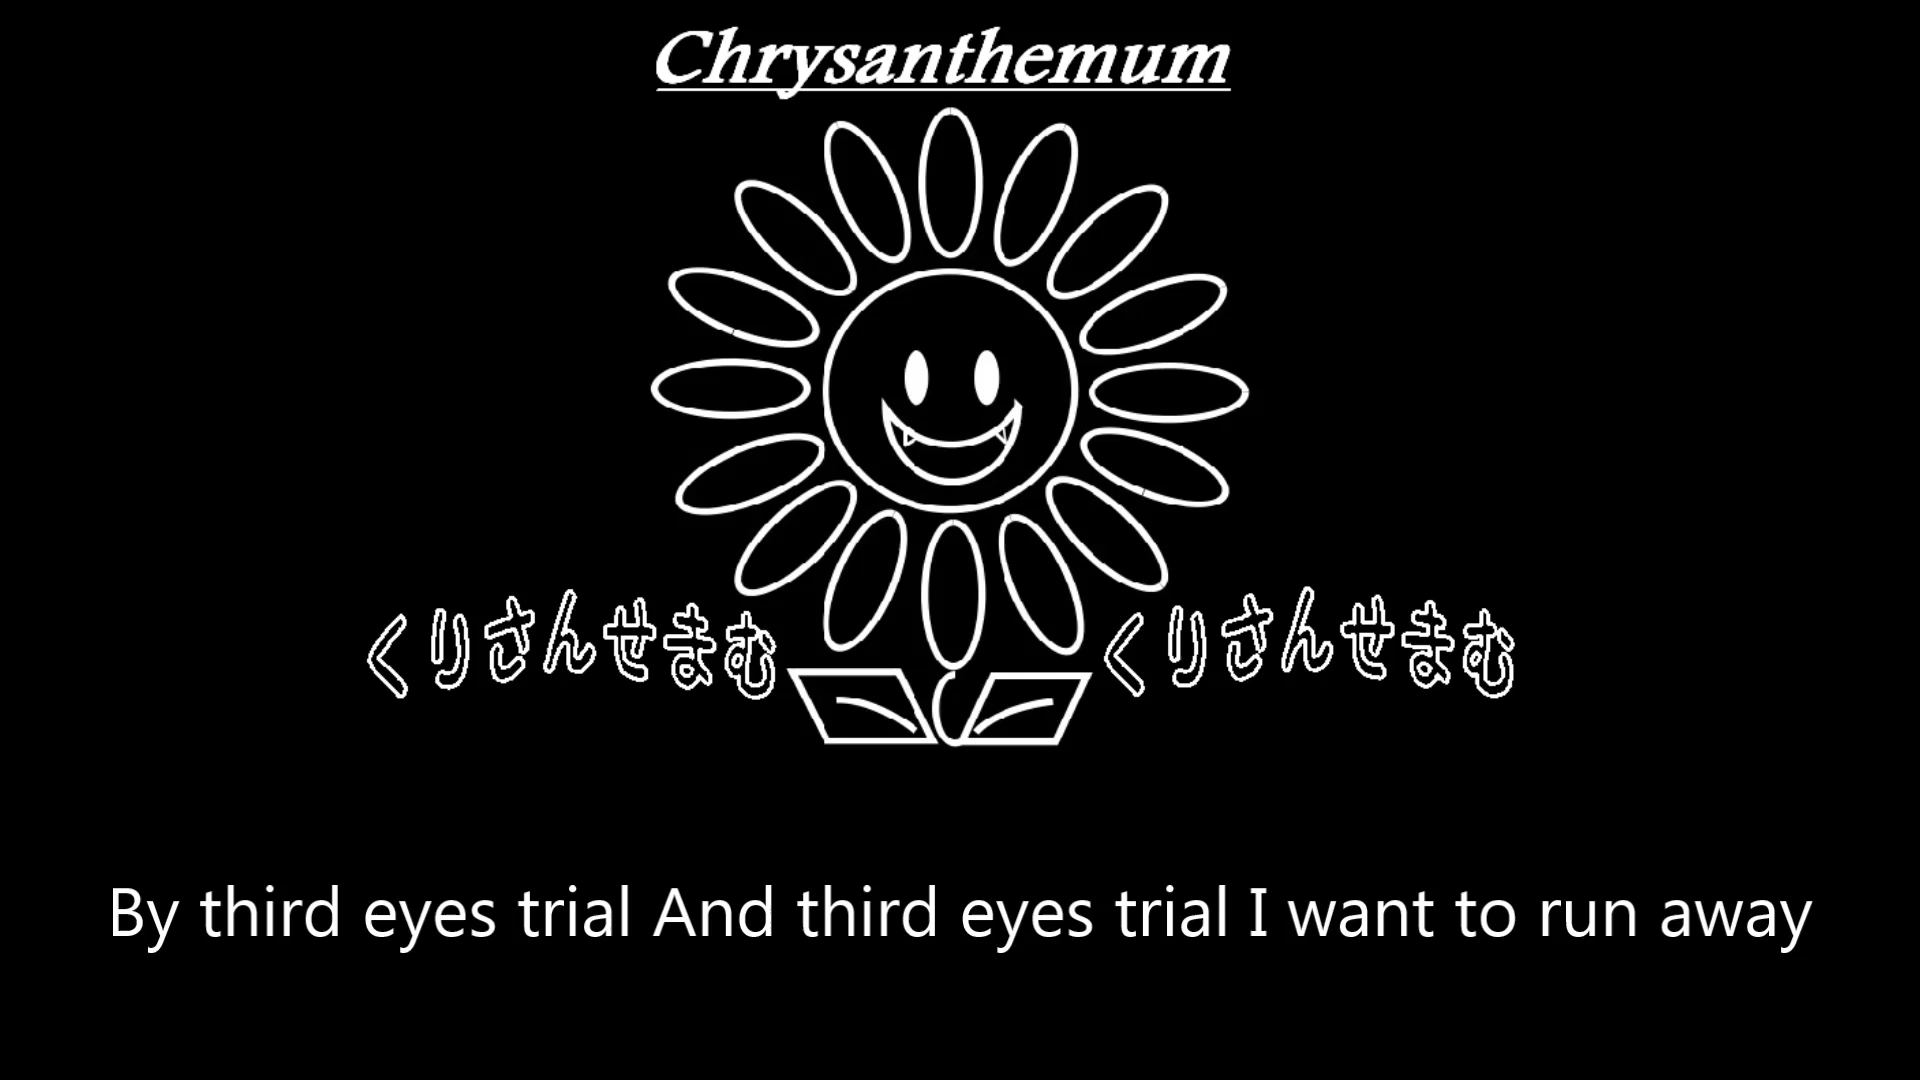 Chrysanthemum
くりさんせまむ くりさんせまむ
By third eyes trial And third eyes trial I want to run away